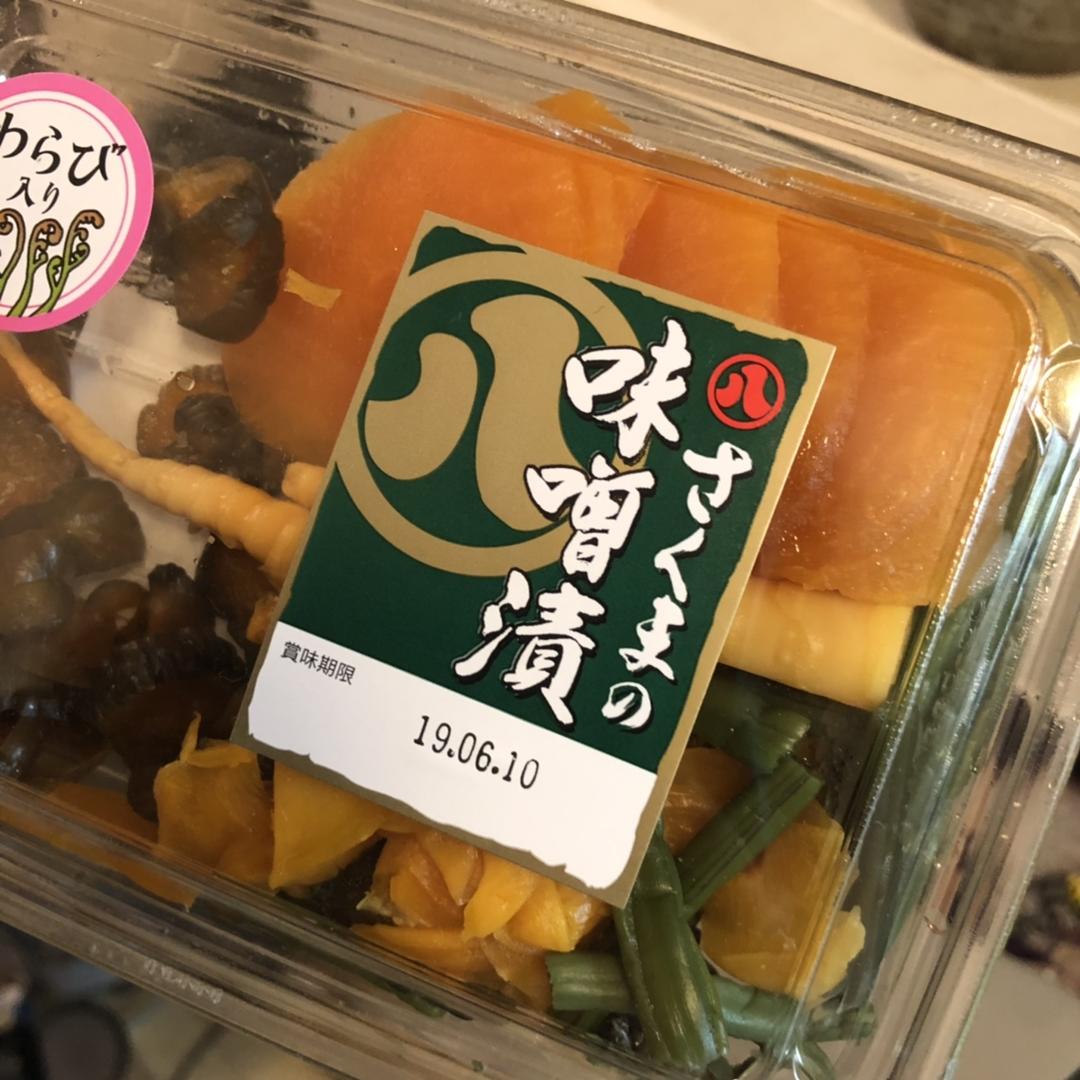 わらび
入り
八
さくまの
味噌漬
賞味期限
19.06.10